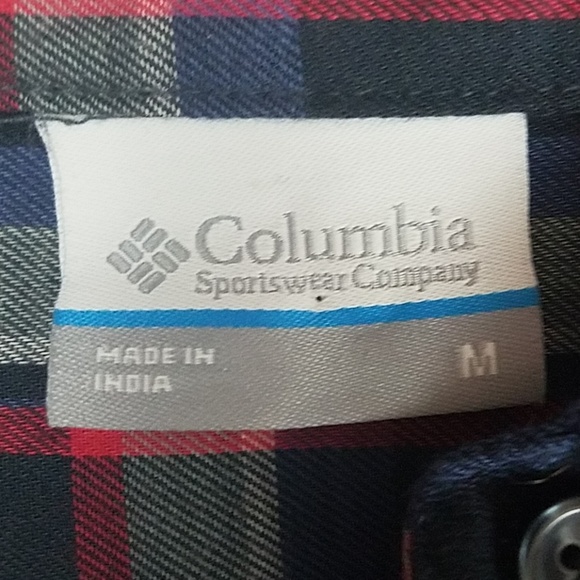 Columbia
Sportswear Company
MADE IN
INDIA
M